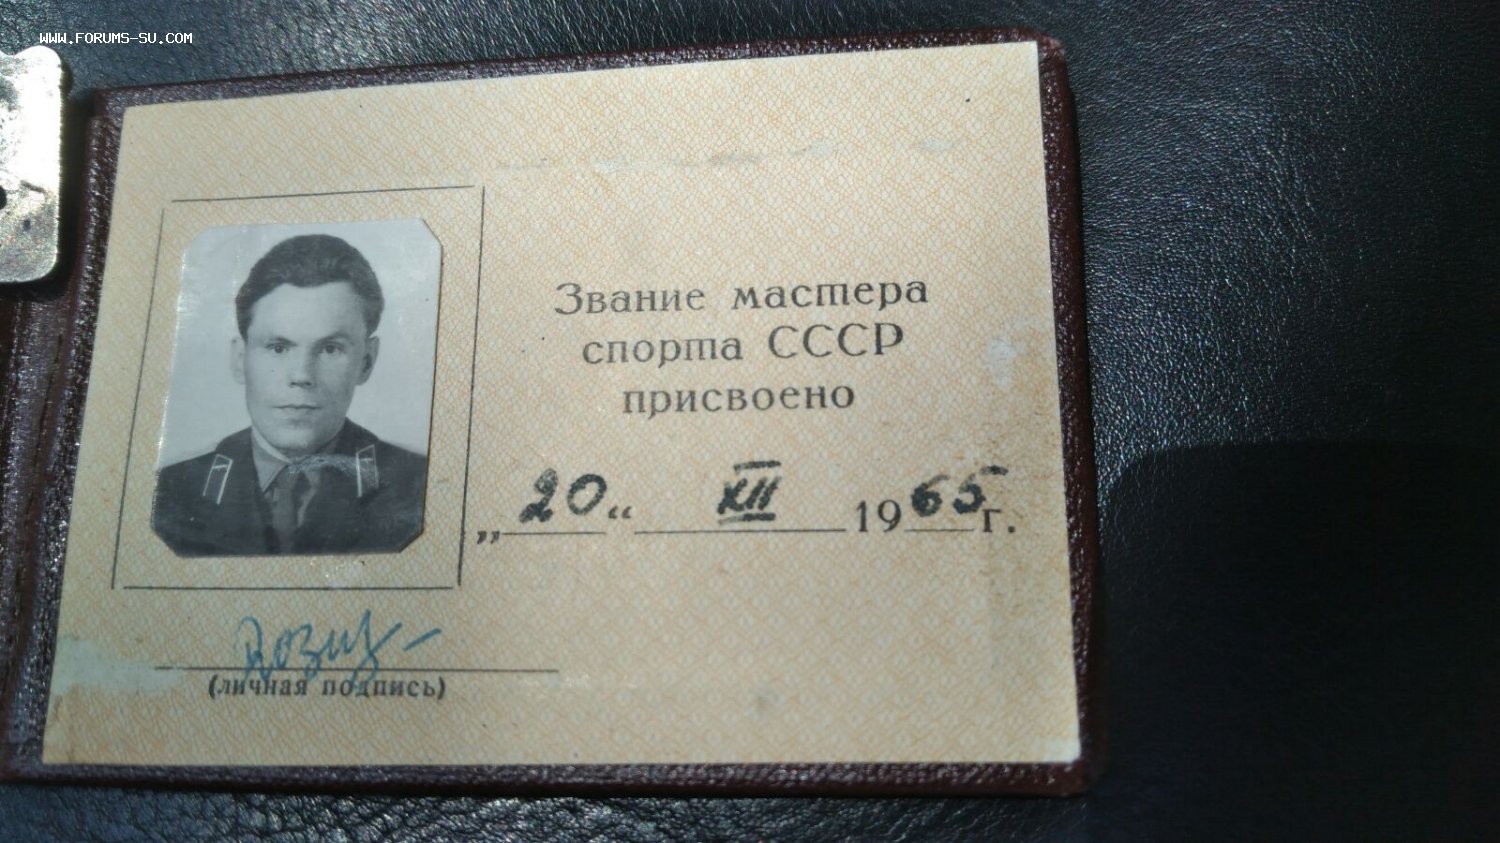 WWW.FORUMS-SU.COM
Звание мастера
спорта СССР
присвоено
„20“ XII 1965 г.
(личная подпись)